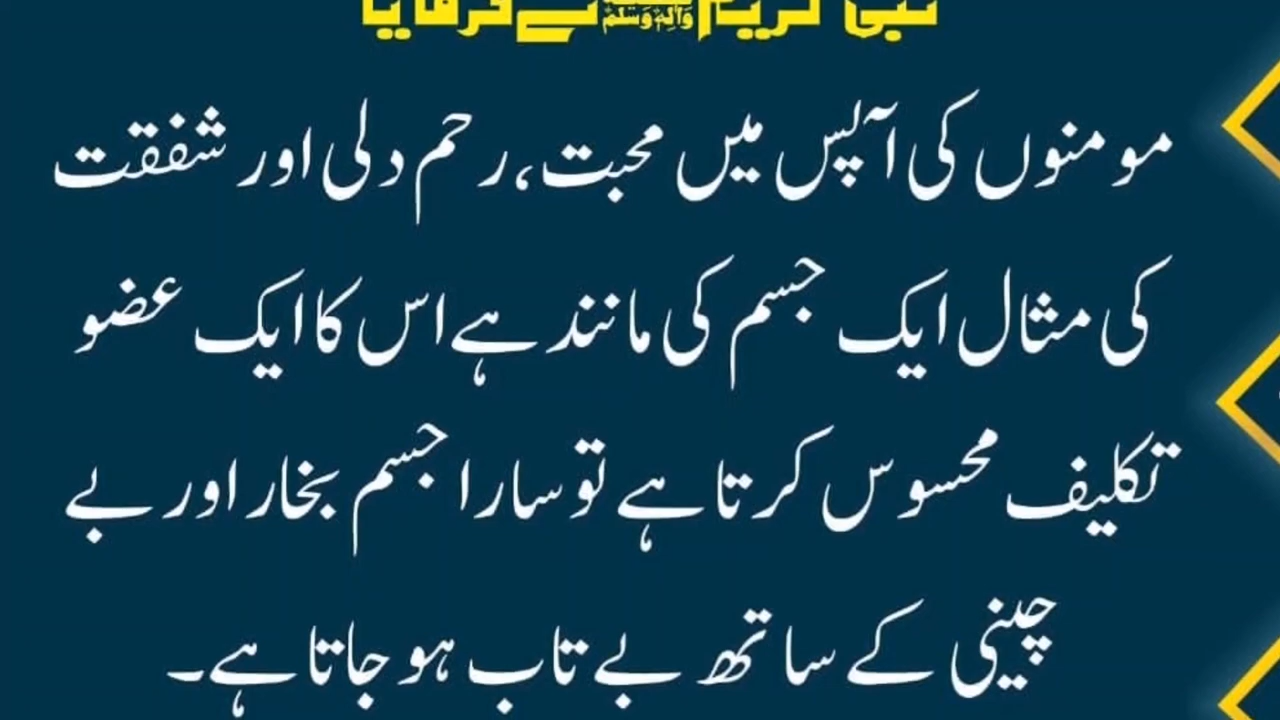 نبی کریم ﷺ نے فرمایا
مومنوں کی آپس میں محبت، رحم دلی اور شفقت
کی مثال ایک جسم کی مانند ہے اس کا ایک عضو
تکلیف محسوس کرتا ہے تو سارا جسم بخار اور بے
چینی کے ساتھ بے تاب ہو جاتا ہے۔